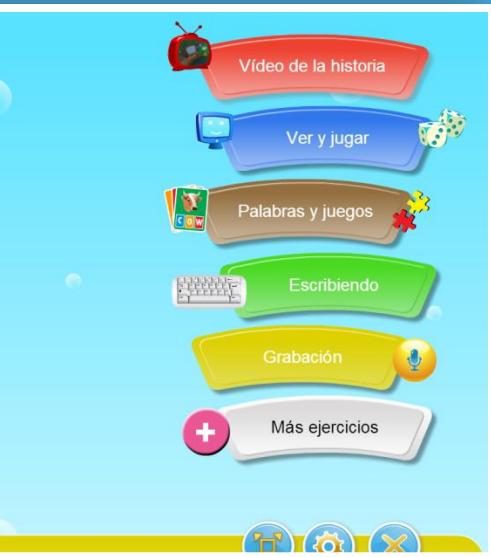 Vídeo de la historia
Ver y jugar
Palabras y juegos
COW
Escribiendo
Grabación
Más ejercicios